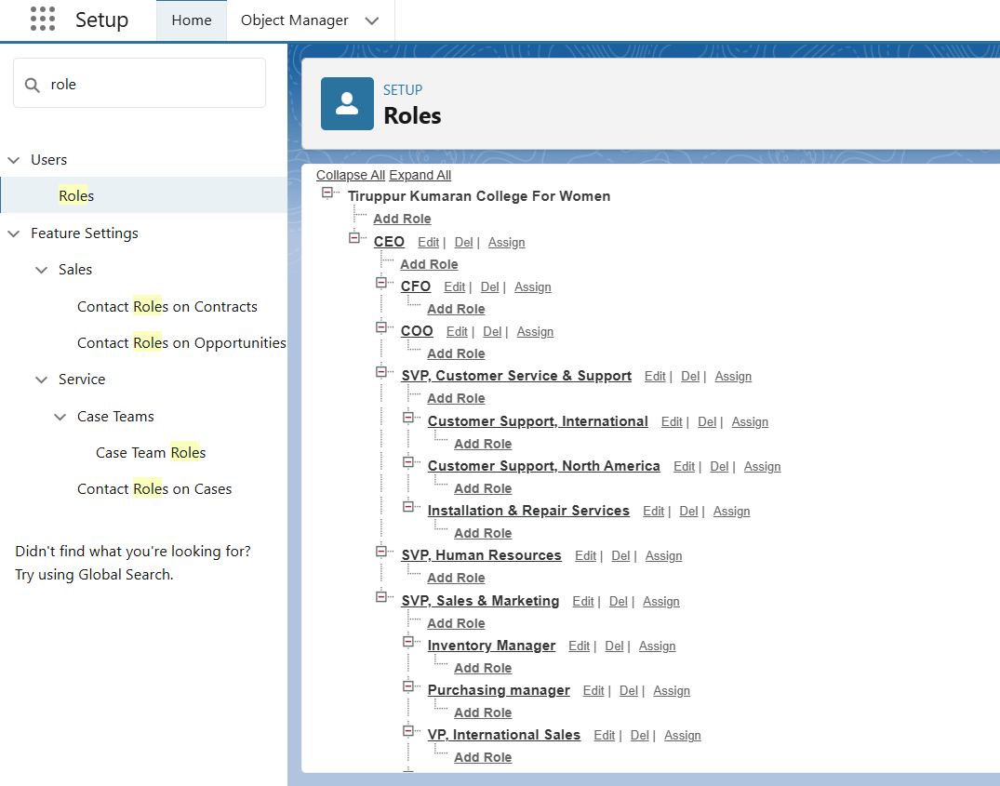 Setup Home Object Manager
role
Users
Roles
Feature Settings
Sales
Contact Roles on Contracts
Contact Roles on Opportunities
Service
Case Teams
Case Team Roles
Contact Roles on Cases
Didn't find what you're looking for?
Try using Global Search.
SETUP
Roles
Collapse All Expand All
Tiruppur Kumaran College For Women
Add Role
CEO Edit | Del | Assign
Add Role
CFO Edit | Del | Assign
Add Role
COO Edit | Del | Assign
Add Role
SVP, Customer Service & Support Edit | Del | Assign
Add Role
Customer Support, International Edit | Del | Assign
Add Role
Customer Support, North America Edit | Del | Assign
Add Role
Installation & Repair Services Edit | Del | Assign
Add Role
SVP, Human Resources Edit | Del | Assign
Add Role
SVP, Sales & Marketing Edit | Del | Assign
Add Role
Inventory Manager Edit | Del | Assign
Add Role
Purchasing manager Edit | Del | Assign
Add Role
VP, International Sales Edit | Del | Assign
Add Role